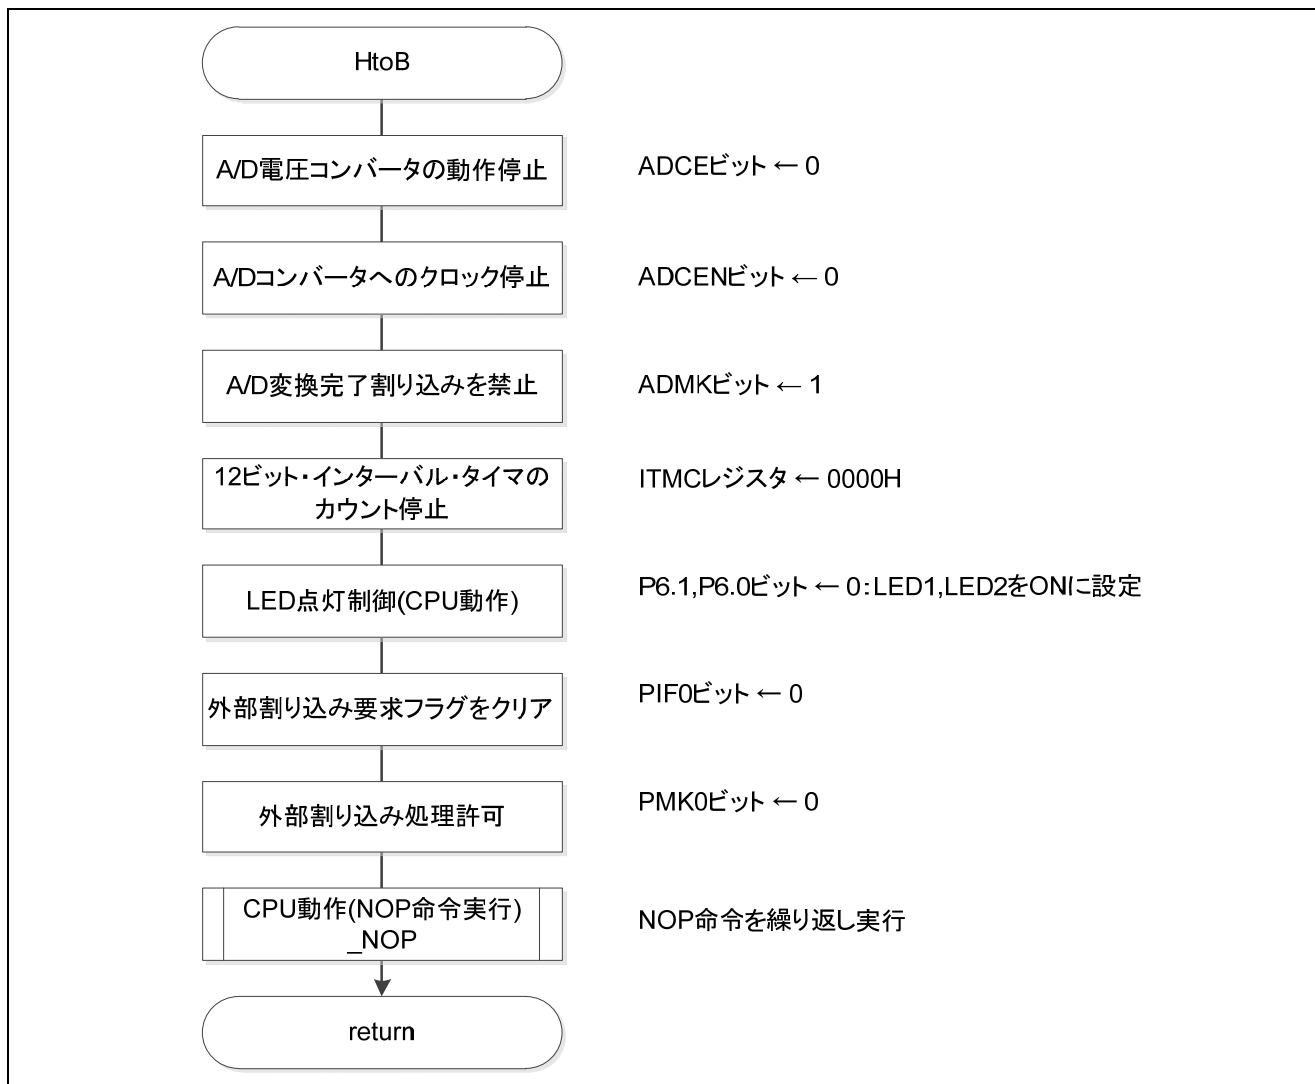 HtoB
A/D電圧コンバータの動作停止
ADCEビット ← 0
A/Dコンバータへのクロック停止
ADCENビット ← 0
A/D変換完了割り込みを禁止
ADMKビット ← 1
12ビット・インターバル・タイマの
カウント停止
ITMCレジスタ ← 0000H
LED点灯制御(CPU動作)
P6.1,P6.0ビット ← 0:LED1,LED2をONに設定
外部割り込み要求フラグをクリア
PIF0ビット ← 0
外部割り込み処理許可
PMK0ビット ← 0
CPU動作(NOP命令実行)
_NOP
NOP命令を繰り返し実行
return